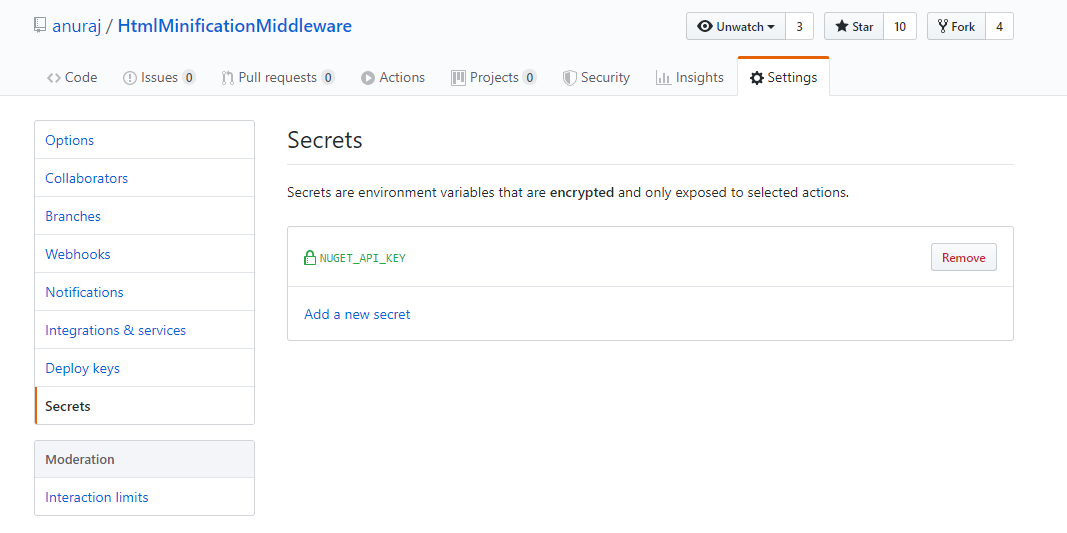 anuraj / HtmlMinificationMiddleware
Unwatch 3 Star 10 Fork 4
Code Issues 0 Pull requests 0 Actions Projects 0 Security Insights Settings
Options
Collaborators
Branches
Webhooks
Notifications
Integrations & services
Deploy keys
Secrets
Moderation
Interaction limits
Secrets
Secrets are environment variables that are encrypted and only exposed to selected actions.
NUGET_API_KEY Remove
Add a new secret